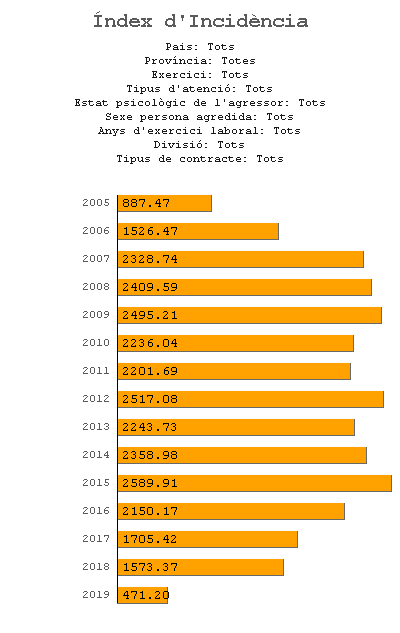 Índex d'Incidència
Pais: Tots
Província: Totes
Exercici: Tots
Tipus d'atenció: Tots
Estat psicològic de l'agressor: Tots
Sexe persona agredida: Tots
Anys d'exercici laboral: Tots
Divisió: Tots
Tipus de contracte: Tots
2005 887.47
2006 1526.47
2007 2328.74
2008 2409.59
2009 2495.21
2010 2236.04
2011 2201.69
2012 2517.08
2013 2243.73
2014 2358.98
2015 2589.91
2016 2150.17
2017 1705.42
2018 1573.37
2019 471.20